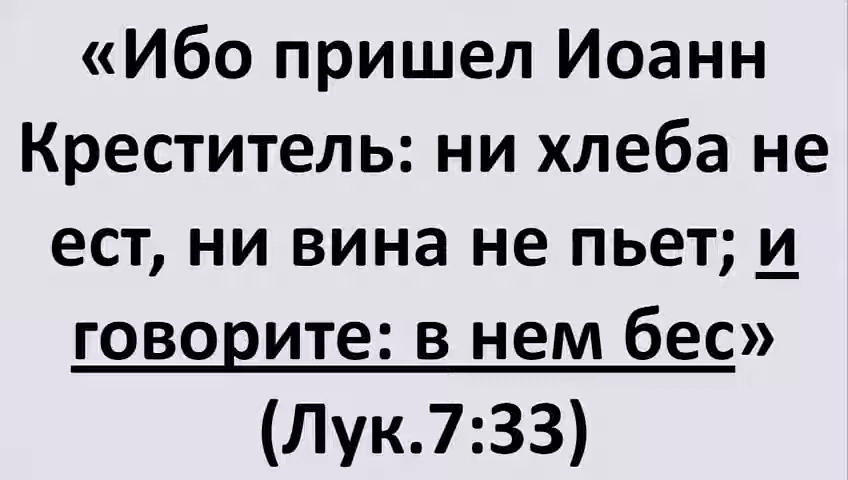 «Ибо пришел Иоанн
Креститель: ни хлеба не
ест, ни вина не пьет; и
говорите: в нем бес»
(Лук.7:33)